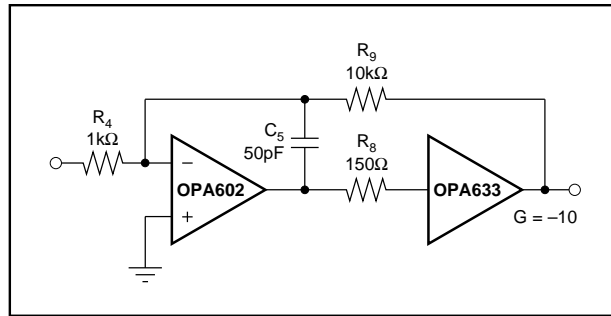 R9
10kΩ
R4
1kΩ
C5
50pF
R8
150Ω
–
OPA602
+
OPA633
G = –10